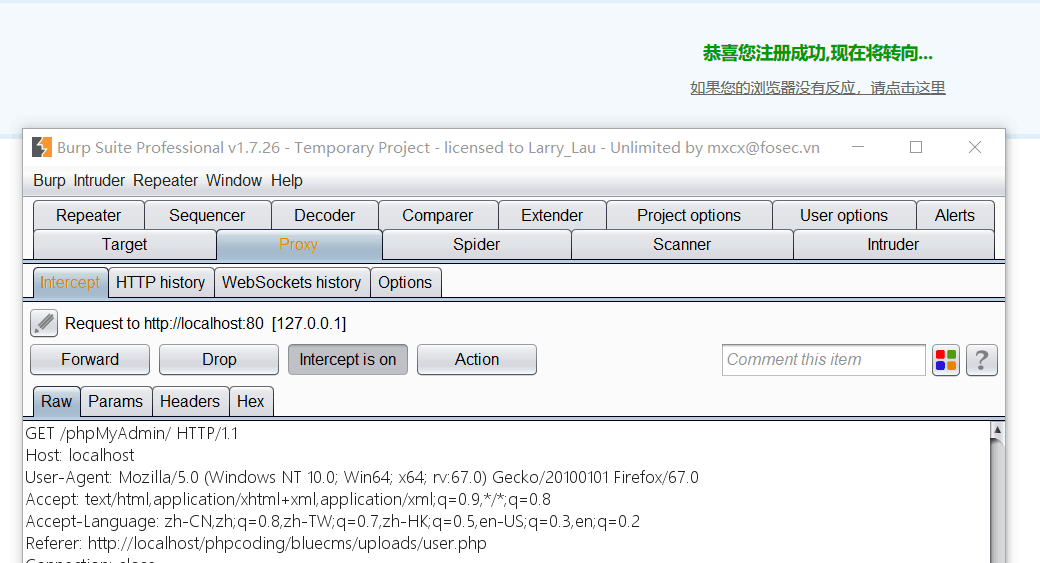 恭喜您注册成功,现在将转向...
如果您的浏览器没有反应，请点击这里
Burp Suite Professional v1.7.26 - Temporary Project - licensed to Larry_Lau - Unlimited by mxcx@fosec.vn
Burp Intruder Repeater Window Help
Repeater Sequencer Decoder Comparer Extender Project options User options Alerts
Target Proxy Spider Scanner Intruder
Intercept HTTP history WebSockets history Options
Request to http://localhost:80 [127.0.0.1]
Forward Drop Intercept is on Action Comment this item ?
Raw Params Headers Hex
GET /phpMyAdmin/ HTTP/1.1
Host: localhost
User-Agent: Mozilla/5.0 (Windows NT 10.0; Win64; x64; rv:67.0) Gecko/20100101 Firefox/67.0
Accept: text/html,application/xhtml+xml,application/xml;q=0.9,*/*;q=0.8
Accept-Language: zh-CN,zh;q=0.8,zh-TW;q=0.7,zh-HK;q=0.5,en-US;q=0.3,en;q=0.2
Referer: http://localhost/phpcoding/bluecms/uploads/user.php
Connection: close